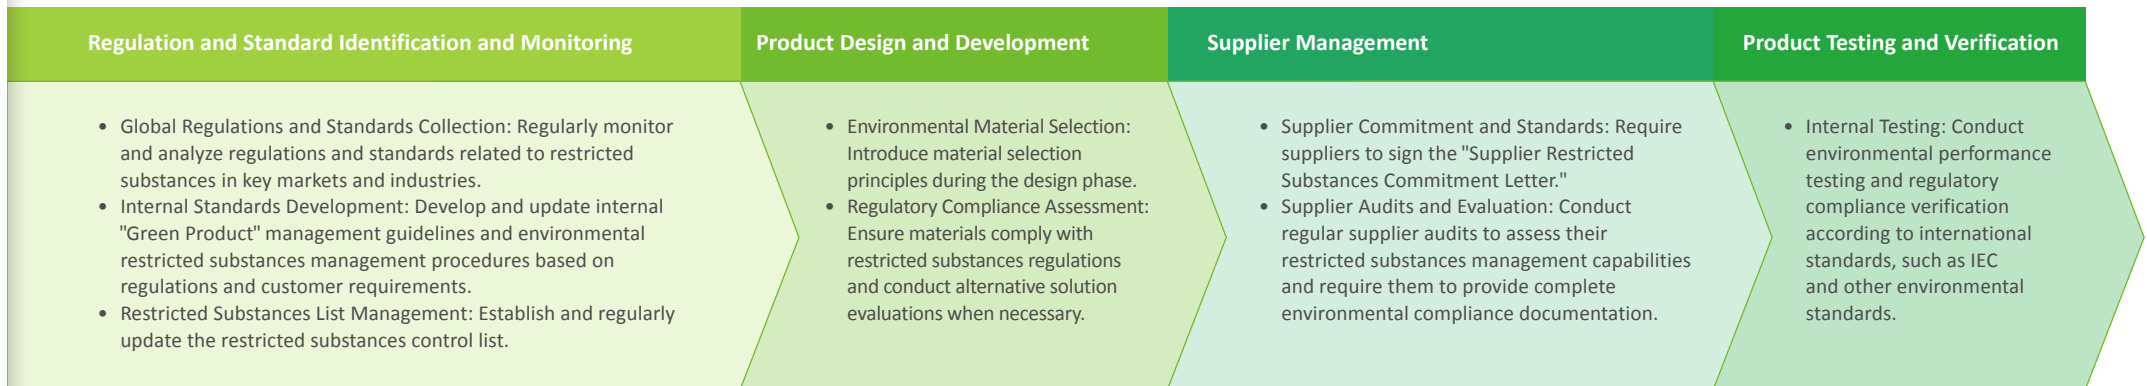 Regulation and Standard Identification and Monitoring
• Global Regulations and Standards Collection: Regularly monitor
and analyze regulations and standards related to restricted
substances in key markets and industries.
• Internal Standards Development: Develop and update internal
"Green Product" management guidelines and environmental
restricted substances management procedures based on
regulations and customer requirements.
• Restricted Substances List Management: Establish and regularly
update the restricted substances control list.
Product Design and Development
• Environmental Material Selection:
Introduce material selection
principles during the design phase.
• Regulatory Compliance Assessment:
Ensure materials comply with
restricted substances regulations
and conduct alternative solution
evaluations when necessary.
Supplier Management
• Supplier Commitment and Standards: Require
suppliers to sign the "Supplier Restricted
Substances Commitment Letter."
• Supplier Audits and Evaluation: Conduct
regular supplier audits to assess their
restricted substances management capabilities
and require them to provide complete
environmental compliance documentation.
Product Testing and Verification
• Internal Testing: Conduct
environmental performance
testing and regulatory
compliance verification
according to international
standards, such as IEC
and other environmental
standards.